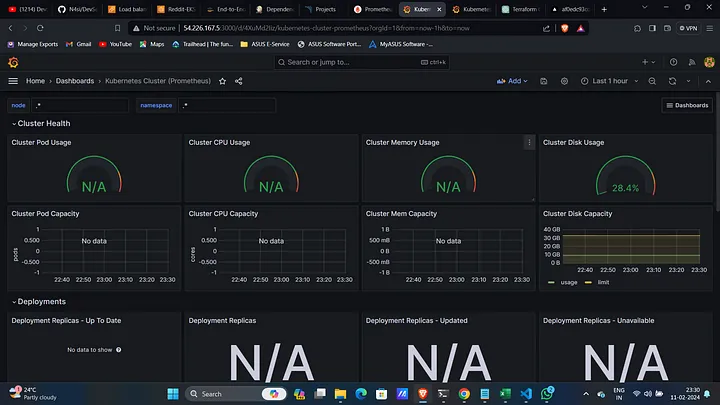 (1214) Dev
N4si/DevSe
Load balan
Reddit-EKS
End-to-End
Dependenc
Projects
Prometheu
Kuberne
Kubernete
Terraform
Not secure 54.226.167.5:3000/d/4XuMd2Iiz/kubernetes-cluster-prometheus?orgId=1&from=now-1h&to=now
VPN
Manage Exports Gmail YouTube Maps Trailhead | The fun... ASUS E-Service ASUS Software Port... MyASUS Software -...
Search or jump to... ctrl+k
Home › Dashboards › Kubernetes Cluster (Prometheus)
Add
Last 1 hour
node .* namespace .*
Dashboards
Cluster Health
Cluster Pod Usage
N/A
Cluster CPU Usage
N/A
Cluster Memory Usage
N/A
Cluster Disk Usage
28.4%
Cluster Pod Capacity
pods
1
0.500
0
-0.500
-1
No data
22:40 22:50 23:00 23:10 23:20 23:30
Cluster CPU Capacity
cores
1
0.500
0
-0.500
-1
No data
22:40 22:50 23:00 23:10 23:20 23:30
Cluster Mem Capacity
1 B
500 mB
0 B
-500 mB
-1 B
No data
22:40 22:50 23:00 23:10 23:20 23:30
Cluster Disk Capacity
40 GB
30 GB
20 GB
10 GB
0 B
22:40 22:50 23:00 23:10 23:20 23:30
usage limit
Deployments
Deployment Replicas - Up To Date
No data to show
Deployment Replicas
N/A
Deployment Replicas - Updated
N/A
Deployment Replicas - Unavailable
N/A
24°C
Partly cloudy
Search
ENG
IN
23:30
11-02-2024